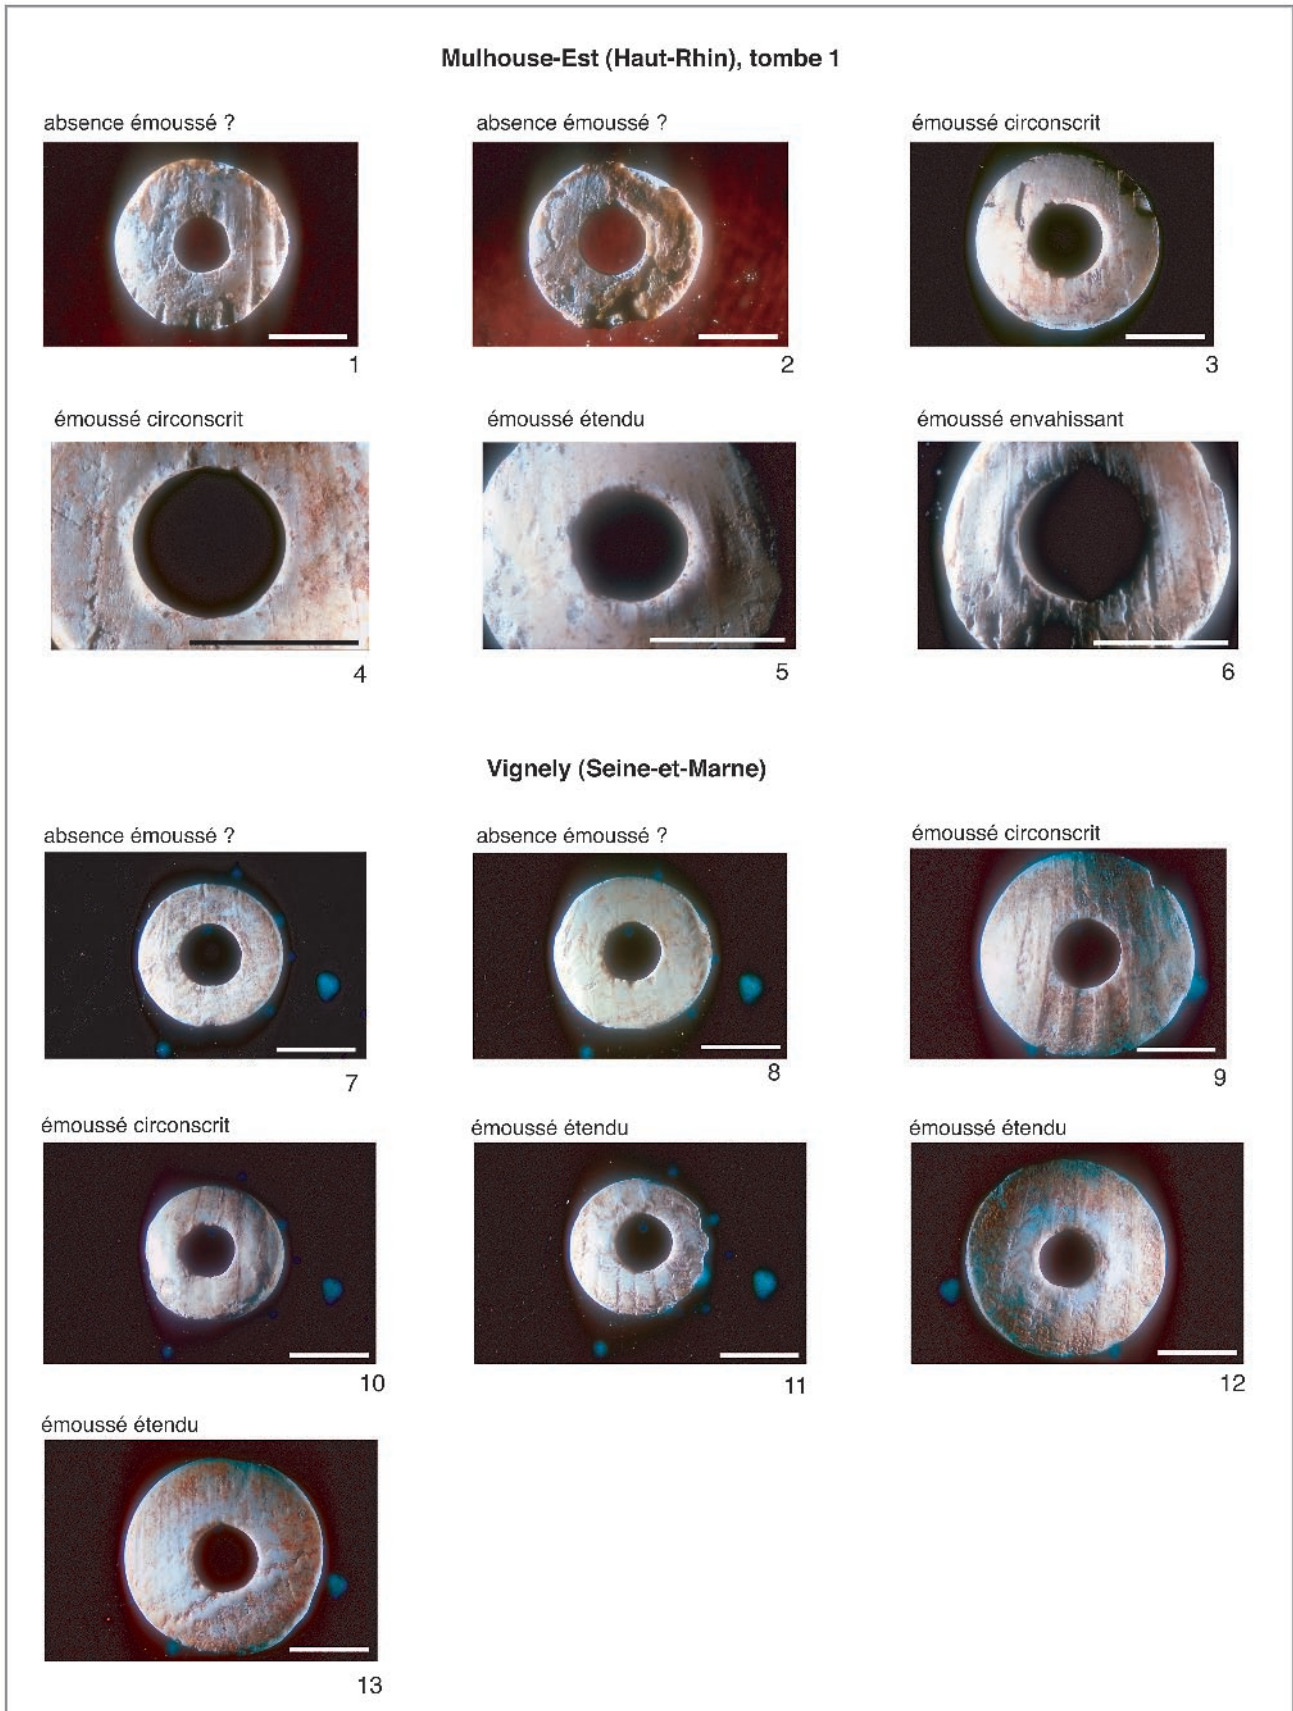 Mulhouse-Est (Haut-Rhin), tombe 1
absence émoussé ?
absence émoussé ?
émoussé circonscrit
1
2
3
émoussé circonscrit
émoussé étendu
émoussé envahissant
4
5
6
Vignely (Seine-et-Marne)
absence émoussé ?
absence émoussé ?
émoussé circonscrit
7
8
9
émoussé circonscrit
émoussé étendu
émoussé étendu
10
11
12
émoussé étendu
13